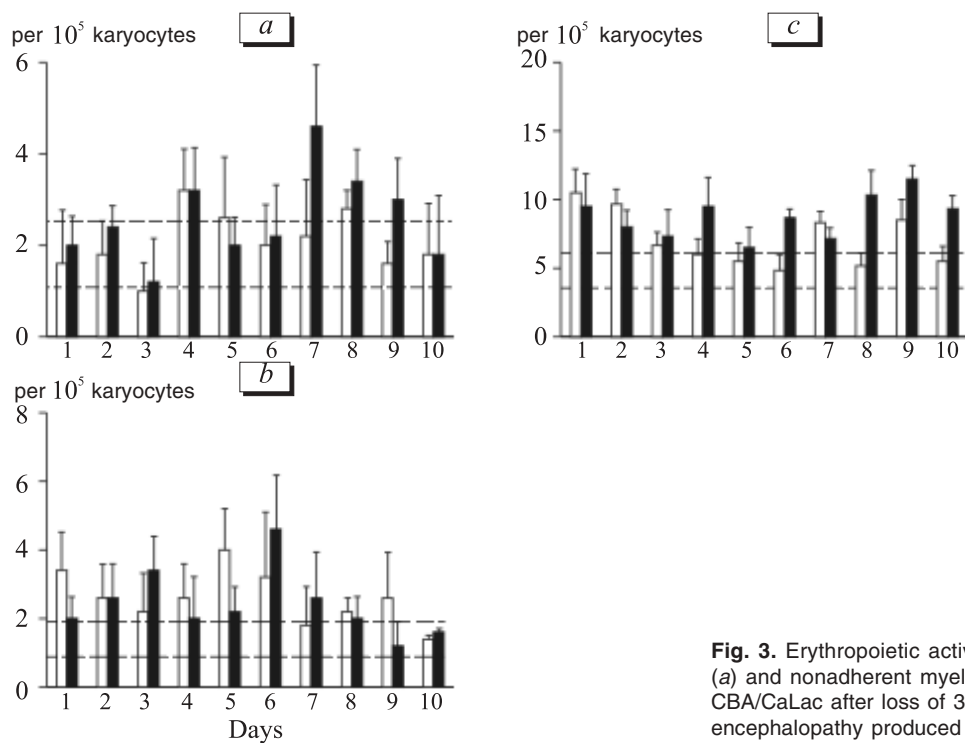 per 10⁵ karyocytes
a
6
4
2
0
1 2 3 4 5 6 7 8 9 10
per 10⁵ karyocytes
c
20
15
10
5
0
1 2 3 4 5 6 7 8 9 10
per 10⁵ karyocytes
b
8
6
4
2
0
1 2 3 4 5 6 7 8 9 10
Days
Fig. 3. Erythropoietic activ
(a) and nonadherent myel
CBA/CaLac after loss of 3
encephalopathy produced